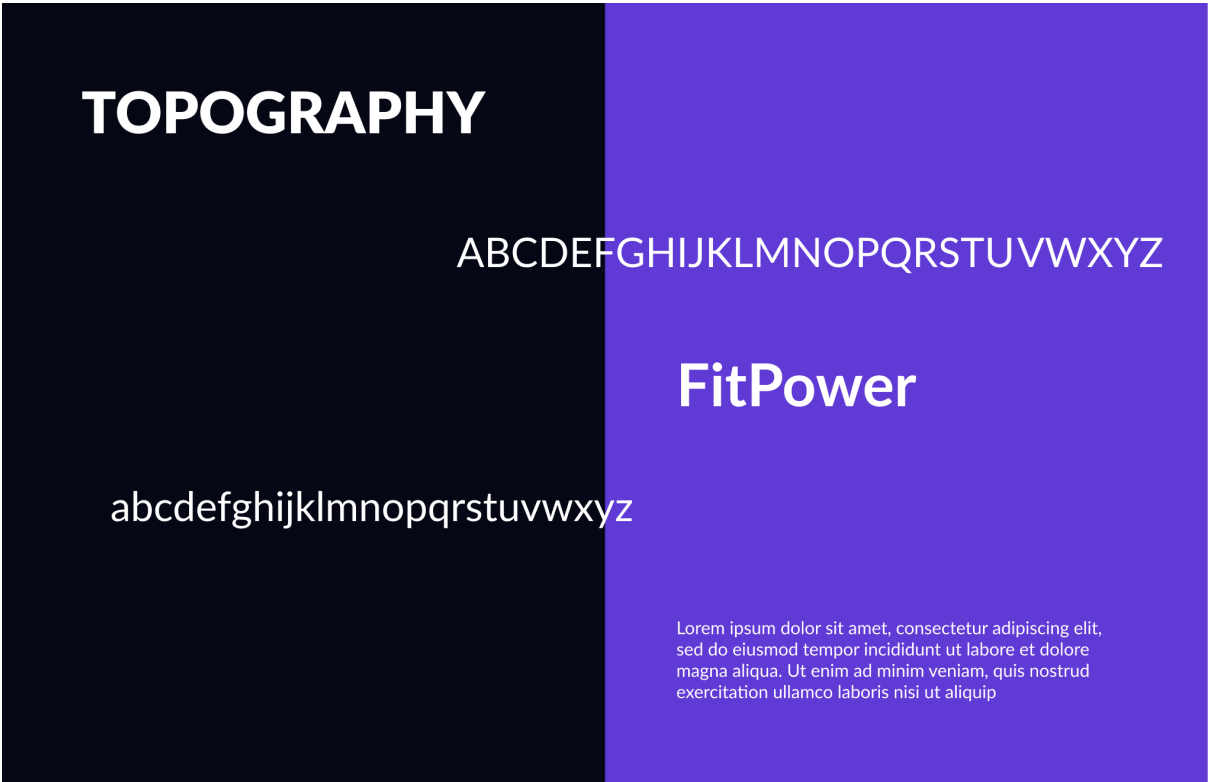 TOPOGRAPHY
ABCDEFGHIJKLMNOPQRSTUVWXYZ
FitPower
abcdefghijklmnopqrstuvwxyz
Lorem ipsum dolor sit amet, consectetur adipiscing elit,
sed do eiusmod tempor incididunt ut labore et dolore
magna aliqua. Ut enim ad minim veniam, quis nostrud
exercitation ullamco laboris nisi ut aliquip